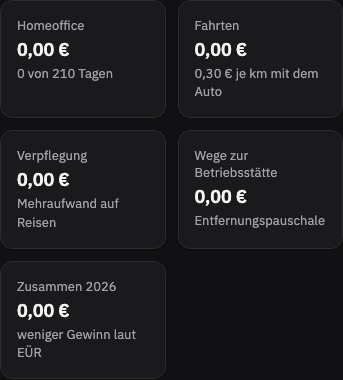 Homeoffice
0,00 €
0 von 210 Tagen
Fahrten
0,00 €
0,30 € je km mit dem
Auto
Verpflegung
0,00 €
Mehraufwand auf
Reisen
Wege zur
Betriebsstätte
0,00 €
Entfernungspauschale
Zusammen 2026
0,00 €
weniger Gewinn laut
EÜR